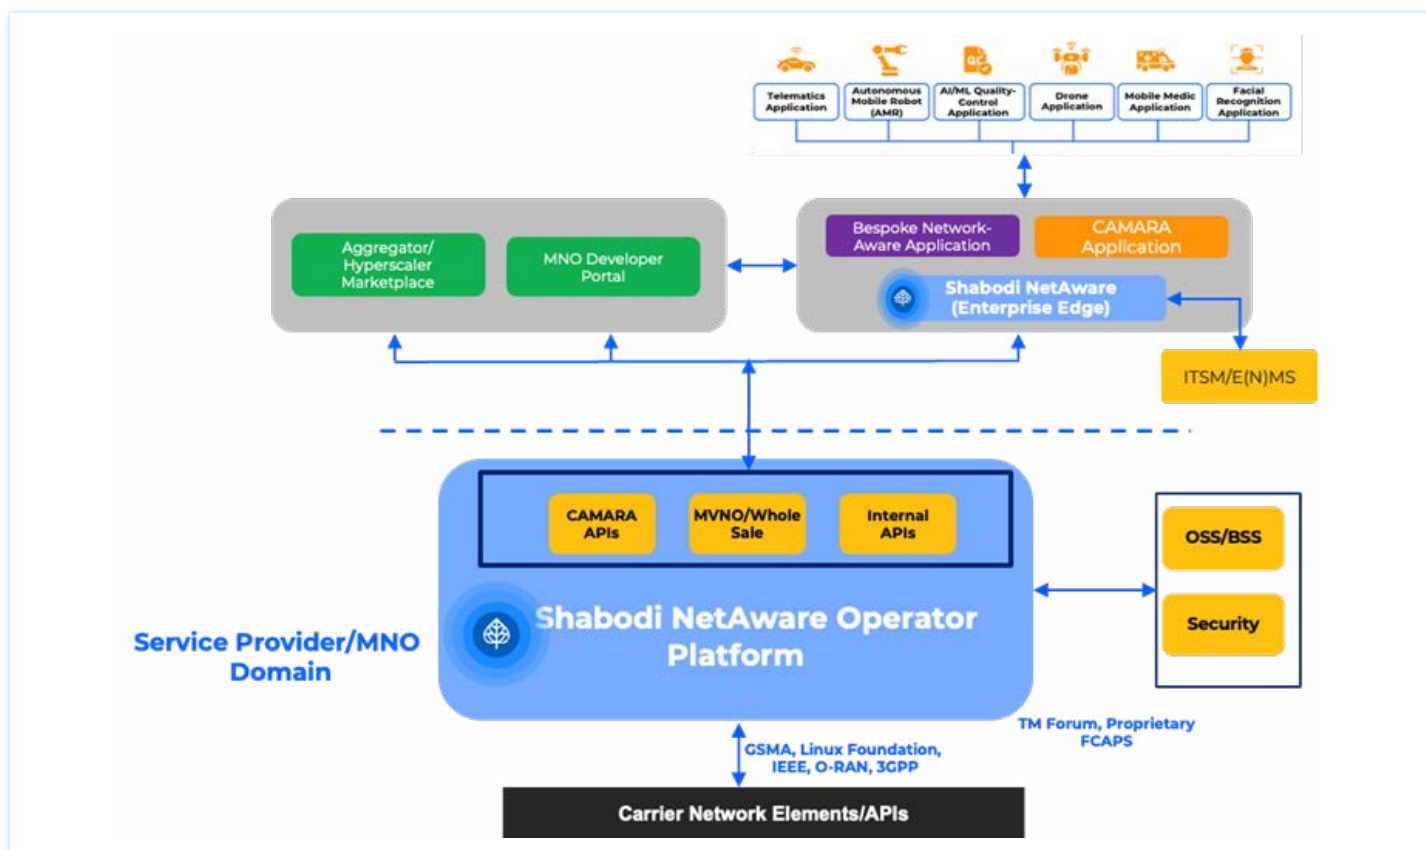 Telematics
Application
Autonomous
Mobile Robot
(AMR)
AI/ML Quality-
Control
Application
Drone
Application
Mobile Medic
Application
Facial
Recognition
Application
Aggregator/
Hyperscaler
Marketplace
MNO Developer
Portal
Bespoke Network-
Aware Application
CAMARA
Application
Shabodi NetAware
(Enterprise Edge)
ITSM/E(N)MS
CAMARA
APIs
MVNO/Whole
Sale
Internal
APIs
OSS/BSS
Security
Shabodi NetAware Operator
Platform
Service Provider/MNO
Domain
TM Forum, Proprietary
FCAPS
GSMA, Linux Foundation,
IEEE, O-RAN, 3GPP
Carrier Network Elements/APIs